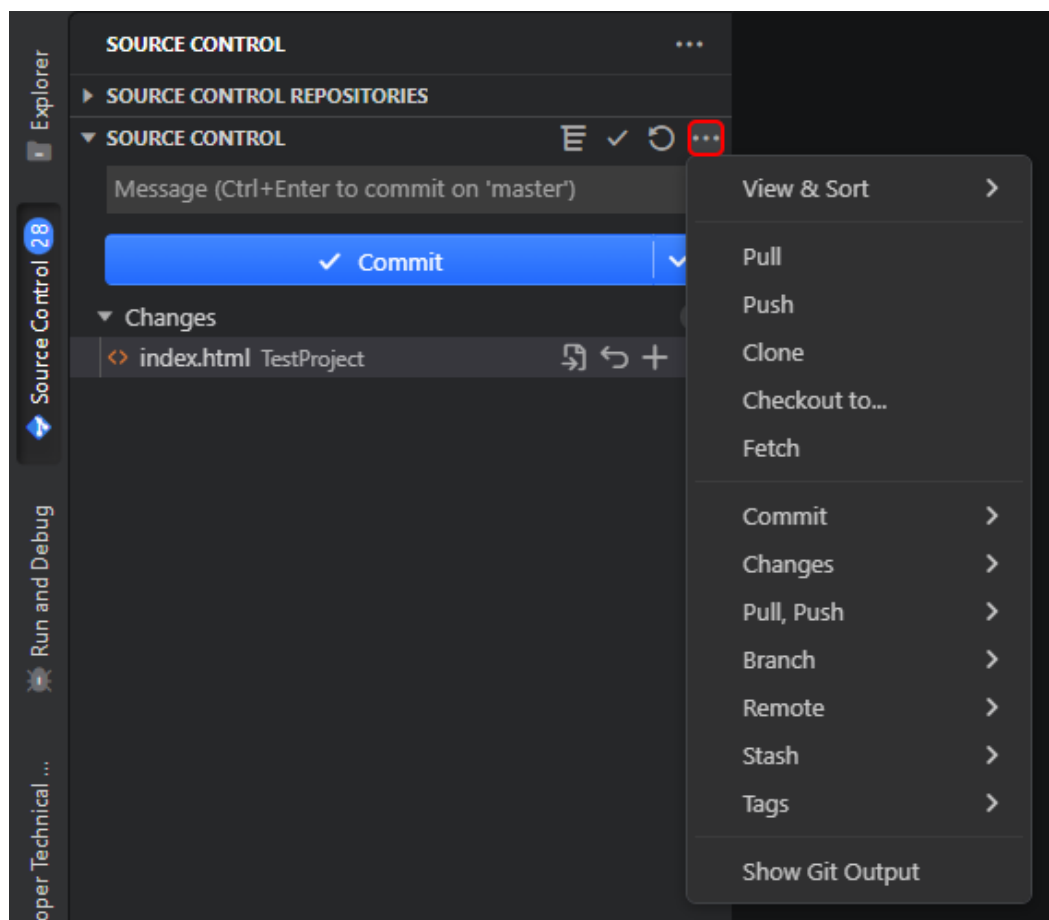 Explorer
Source Control 28
Run and Debug
oper Technical ...
SOURCE CONTROL
SOURCE CONTROL REPOSITORIES
SOURCE CONTROL
Message (Ctrl+Enter to commit on 'master')
Commit
Changes
index.html TestProject
View & Sort
Pull
Push
Clone
Checkout to...
Fetch
Commit
Changes
Pull, Push
Branch
Remote
Stash
Tags
Show Git Output